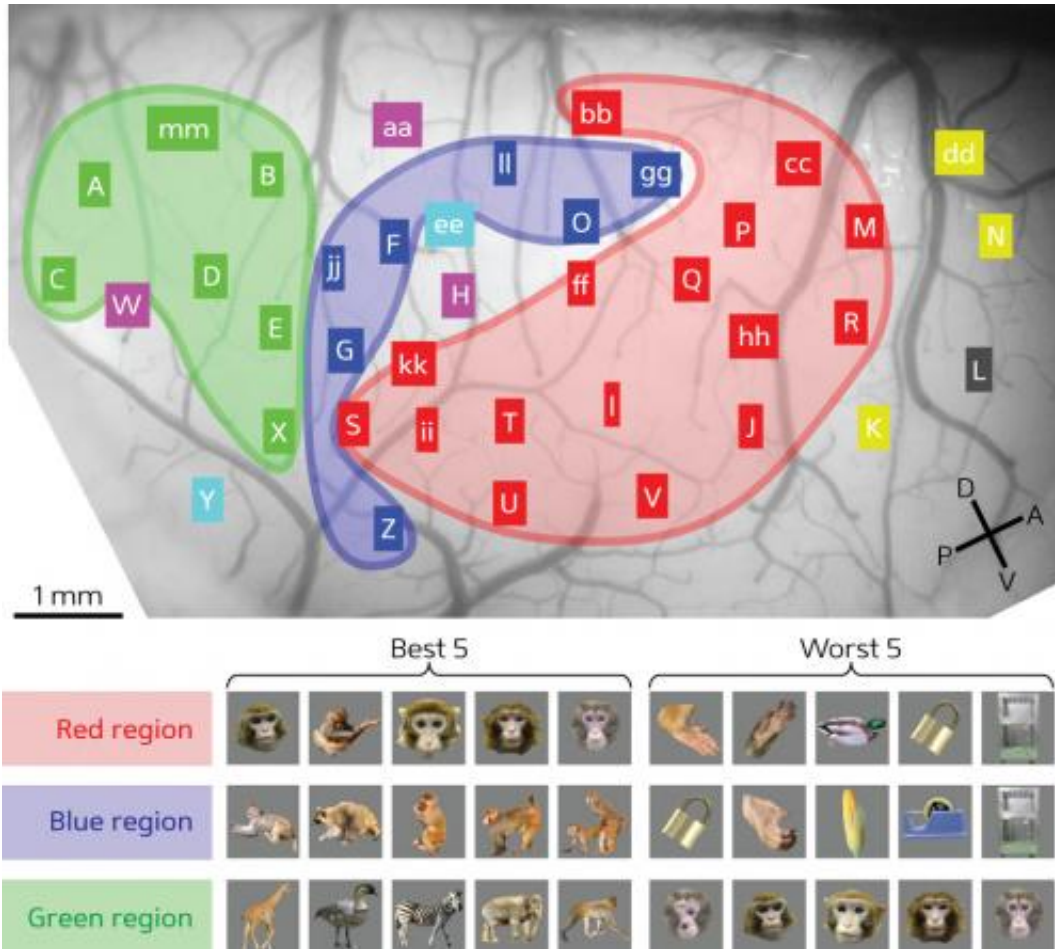 mm
bb
aa
dd
ll
cc
B
gg
A
O
ee
P
M
F
N
jj
D
C
ff
Q
H
W
E
R
hh
G
kk
L
I
S
ii
T
J
K
X
Y
U
V
D
A
P
V
Z
1 mm
Best 5 Worst 5
Red region
Blue region
Green region